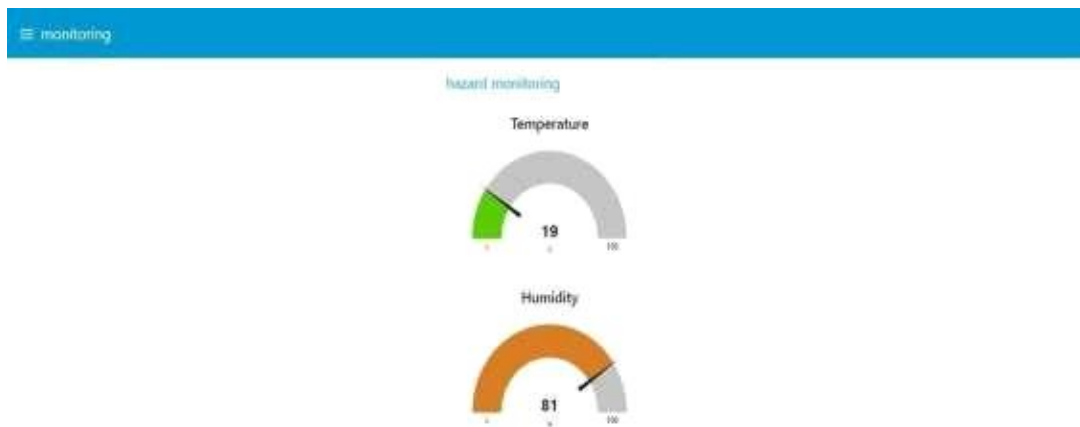 monitoring
hazard monitoring
Temperature
19
100
Humidity
81
100